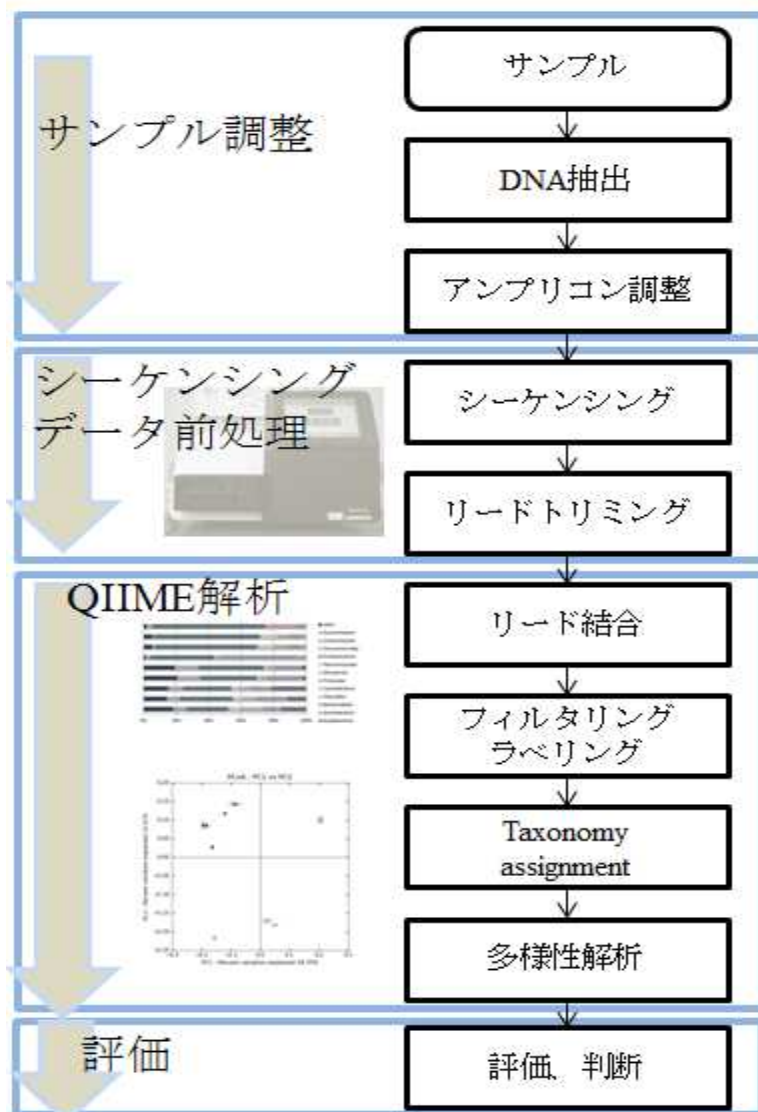 サンプル調整
サンプル
DNA抽出
アンプリコン調整
シーケンシング
データ前処理
シーケンシング
リードトリミング
QIIME解析
リード結合
フィルタリング
ラベリング
Taxonomy
assignment
多様性解析
評価
評価、判断